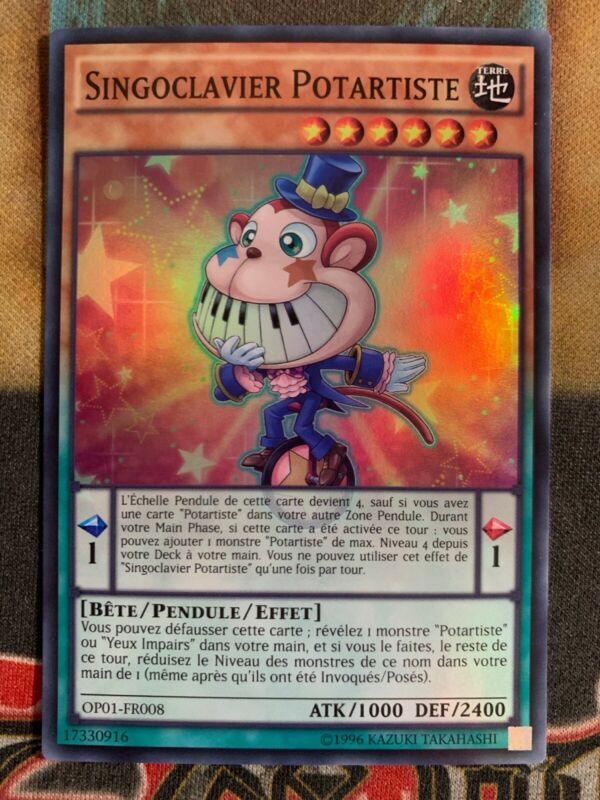 SINGOCLAVIER POTARTISTE
TERRE
地
L'Échelle Pendule de cette carte devient 4, sauf si vous avez
une carte "Potartiste" dans votre autre Zone Pendule. Durant
votre Main Phase, si cette carte a été activée ce tour : vous
pouvez ajouter 1 monstre "Potartiste" de max. Niveau 4 depuis
votre Deck à votre main. Vous ne pouvez utiliser cet effet de
"Singoclavier Potartiste" qu'une fois par tour.
1
1
[BÊTE/PENDULE/EFFET]
Vous pouvez défausser cette carte ; révélez 1 monstre "Potartiste"
ou "Yeux Impairs" dans votre main, et si vous le faites, le reste de
ce tour, réduisez le Niveau des monstres de ce nom dans votre
main de 1 (même après qu'ils ont été Invoqués/Posés).
OP01-FR008
ATK/1000 DEF/2400
17330916
©1996 KAZUKI TAKAHASHI